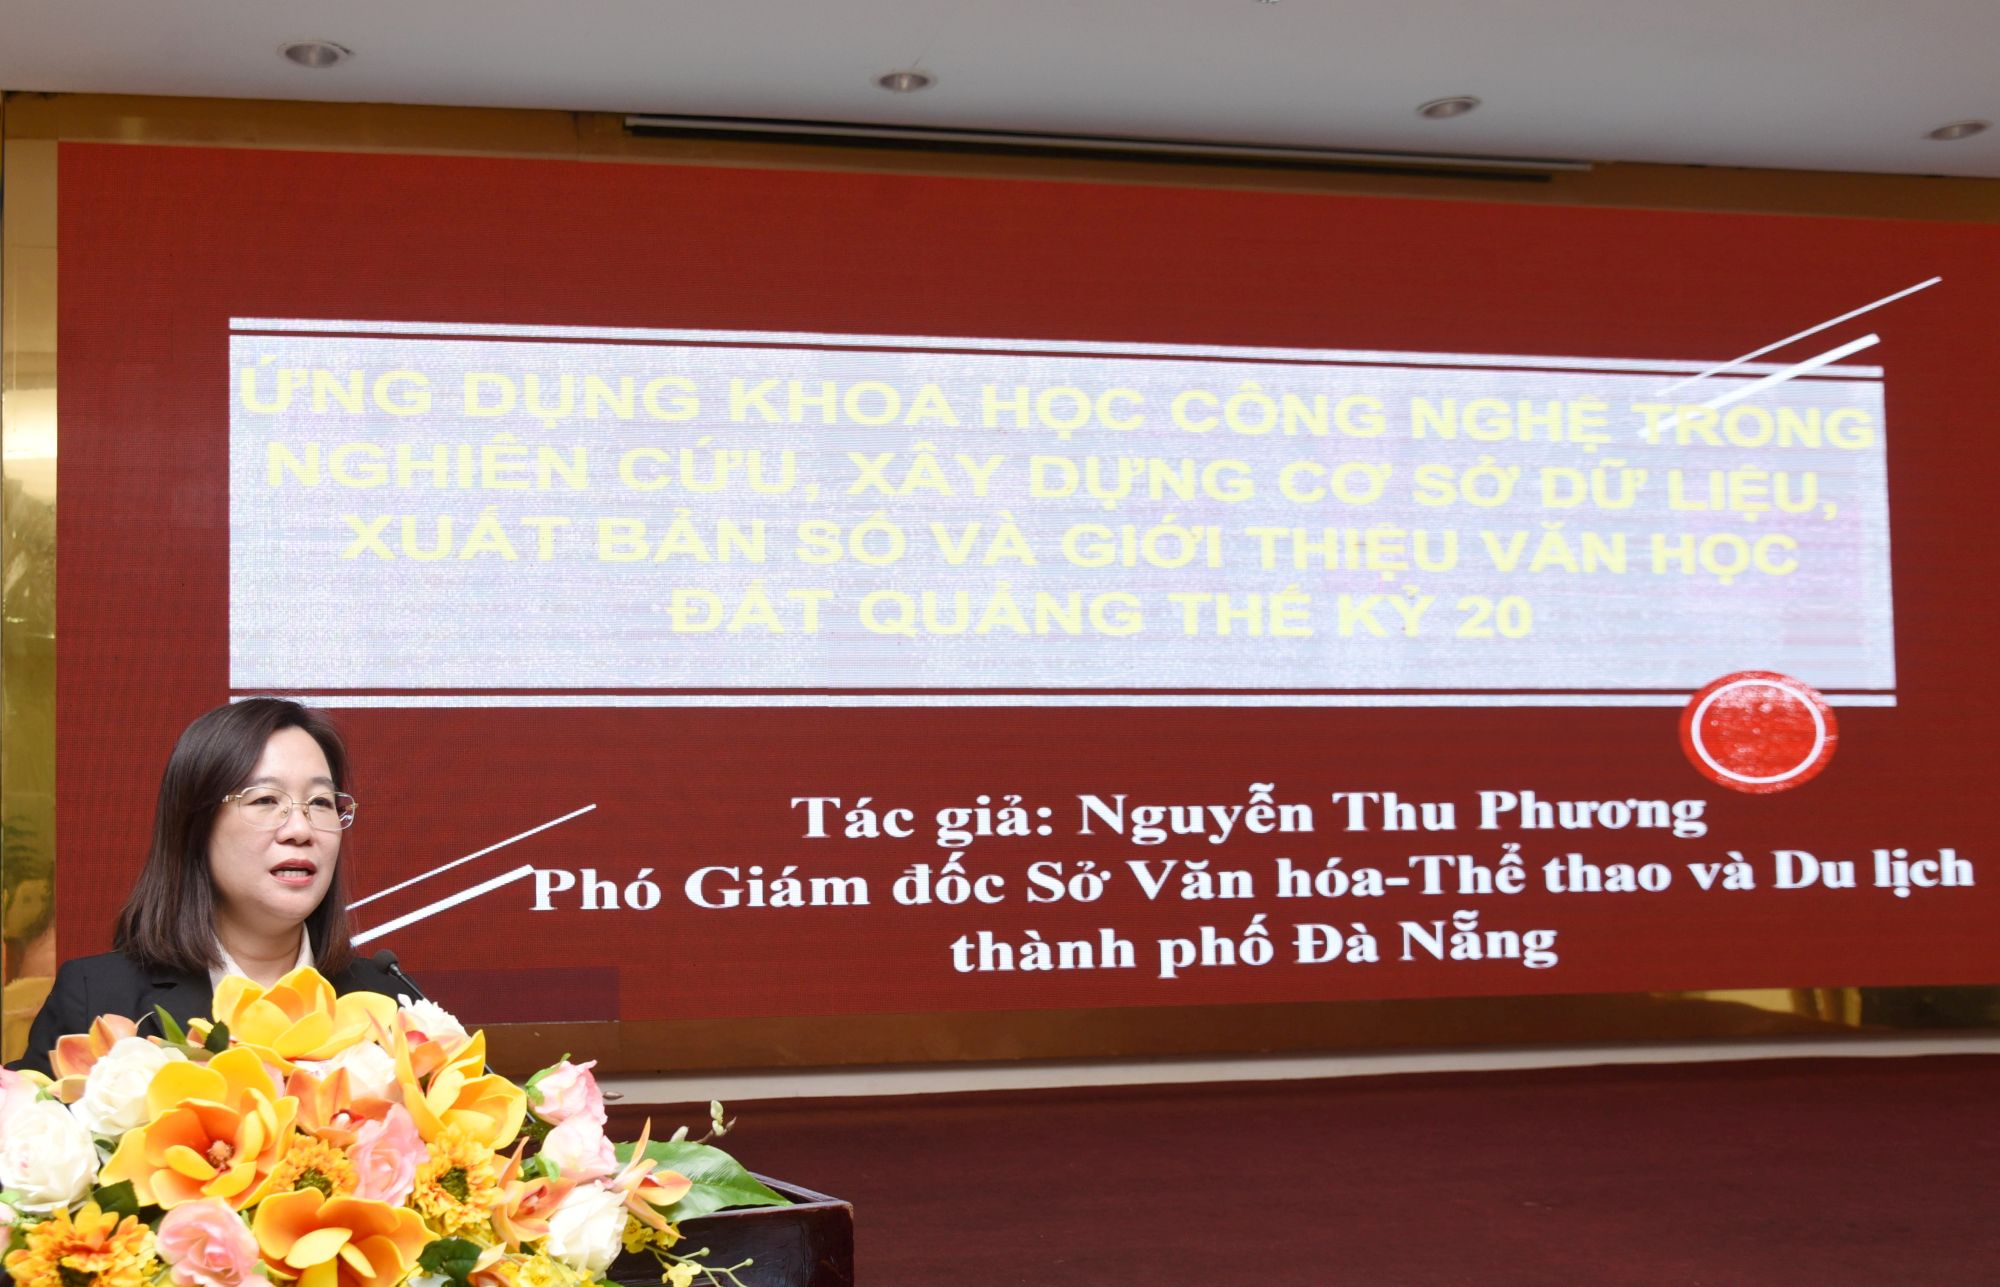 ỨNG DỤNG KHOA HỌC CÔNG NGHỆ TRONG
NGHIÊN CỨU, XÂY DỰNG CƠ SỞ DỮ LIỆU,
XUẤT BẢN SỐ VÀ GIỚI THIỆU VĂN HỌC
ĐẤT QUẢNG THẾ KỶ 20
Tác giả: Nguyễn Thu Phương
Phó Giám đốc Sở Văn hóa-Thể thao và Du lịch
thành phố Đà Nẵng